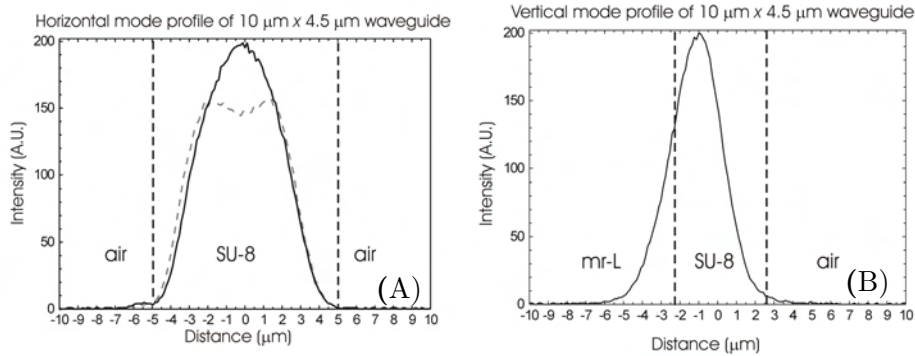 Horizontal mode profile of 10 μm x 4.5 μm waveguide
200
150
100
50
0
Intensity (A.U.)
air
SU-8
air
(A)
-10 -9 -8 -7 -6 -5 -4 -3 -2 -1 0 1 2 3 4 5 6 7 8 9 10
Distance (μm)
Vertical mode profile of 10 μm x 4.5 μm waveguide
200
150
100
50
0
Intensity (A.U.)
mr-L
SU-8
air
(B)
-10 -9 -8 -7 -6 -5 -4 -3 -2 -1 0 1 2 3 4 5 6 7 8 9 10
Distance (μm)